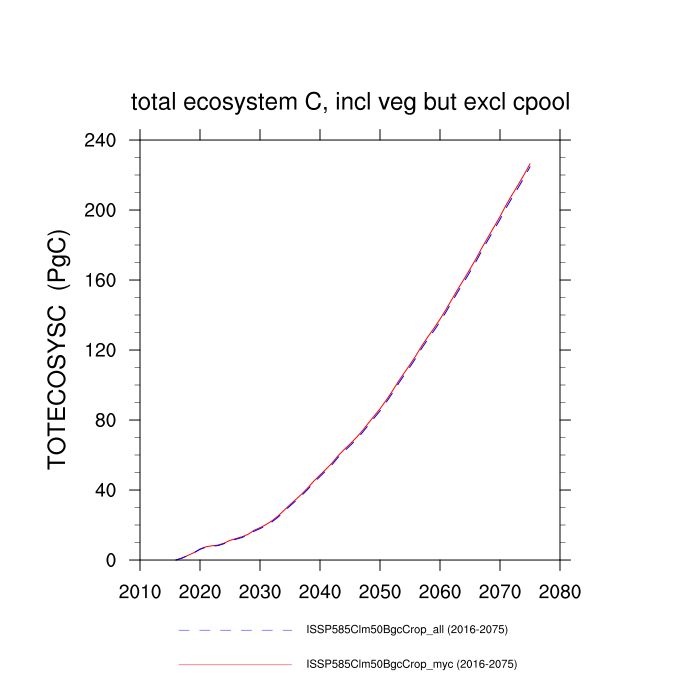 total ecosystem C, incl veg but excl cpool
TOTECOSYSC (PgC)
240
200
160
120
80
40
0
2010 2020 2030 2040 2050 2060 2070 2080
ISSP585Clm50BgcCrop_all (2016-2075)
ISSP585Clm50BgcCrop_myc (2016-2075)